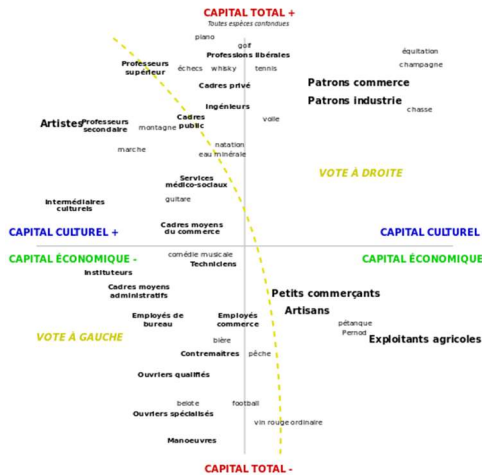 CAPITAL TOTAL +
Toutes espèces confondues
piano
golf
Professions libérales
équitation
champagne
Professeurs
supérieur
échecs
whisky
tennis
Cadres privé
Patrons commerce
Patrons industrie
Ingénieurs
chasse
Cadres
public
voile
Artistes
Professeurs
secondaire
montagne
marche
natation
eau minérale
VOTE À DROITE
Services
médico-sociaux
guitare
Intermédiaires
culturels
Cadres moyens
du commerce
CAPITAL CULTUREL +
CAPITAL CULTUREL
CAPITAL ÉCONOMIQUE -
CAPITAL ÉCONOMIQUE
comédie musicale
Techniciens
Instituteurs
Cadres moyens
administratifs
Petits commerçants
Artisans
Employés de
bureau
Employés
commerce
pétanque
Pernod
Exploitants agricoles
VOTE À GAUCHE
bière
Contremaîtres
pêche
Ouvriers qualifiés
belote
football
Ouvriers spécialisés
vin rouge ordinaire
Manoeuvres
CAPITAL TOTAL -